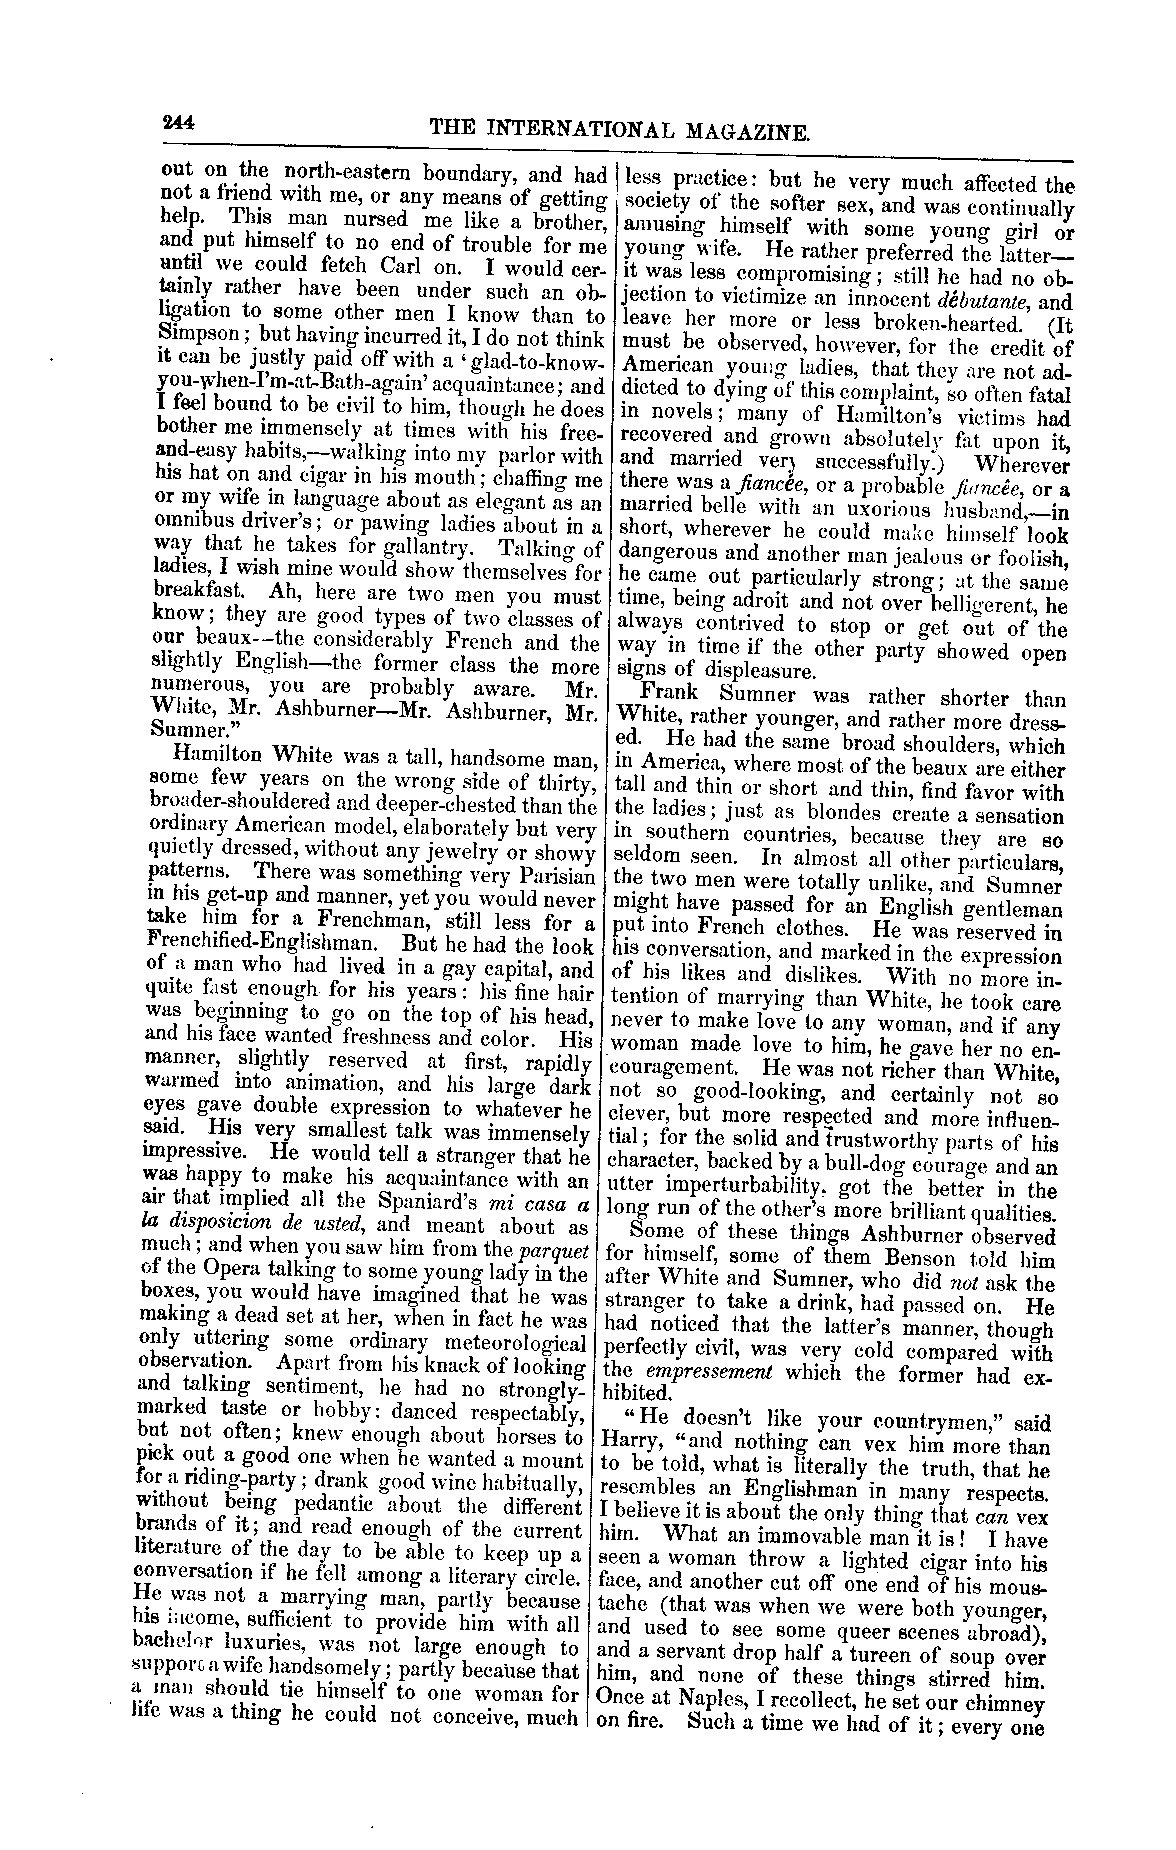 244
THE INTERNATIONAL MAGAZINE.
out on the north-eastern boundary, and had
not a friend with me, or any means of getting
help. This man nursed me like a brother,
and put himself to no end of trouble for me
until we could fetch Carl on. I would cer-
tainly rather have been under such an ob-
ligation to some other men I know than to
Simpson; but having incurred it, I do not think
it can be justly paid off with a ‘glad-to-know-
you-when-I'm-at-Bath-again’ acquaintance; and
I feel bound to be civil to him, though he does
bother me immensely at times with his free-
and-easy habits,—walking into my parlor with
his hat on and cigar in his mouth; chaffing me
or my wife in language about as elegant as an
omnibus driver's; or pawing ladies about in a
way that he takes for gallantry. Talking of
ladies, I wish mine would show themselves for
breakfast. Ah, here are two men you must
know; they are good types of two classes of
our beaux--the considerably French and the
slightly English—the former class the more
numerous, you are probably aware. Mr.
White, Mr. Ashburner—Mr. Ashburner, Mr.
Sumner.”
Hamilton White was a tall, handsome man,
some few years on the wrong side of thirty,
broader-shouldered and deeper-chested than the
ordinary American model, elaborately but very
quietly dressed, without any jewelry or showy
patterns. There was something very Parisian
in his get-up and manner, yet you would never
take him for a Frenchman, still less for a
Frenchified-Englishman. But he had the look
of a man who had lived in a gay capital, and
quite fast enough for his years: his fine hair
was beginning to go on the top of his head,
and his face wanted freshness and color. His
manner, slightly reserved at first, rapidly
warmed into animation, and his large dark
eyes gave double expression to whatever he
said. His very smallest talk was immensely
impressive. He would tell a stranger that he
was happy to make his acquaintance with an
air that implied all the Spaniard's mi casa a
la disposicion de usted, and meant about as
much; and when you saw him from the parquet
of the Opera talking to some young lady in the
boxes, you would have imagined that he was
making a dead set at her, when in fact he was
only uttering some ordinary meteorological
observation. Apart from his knack of looking
and talking sentiment, he had no strongly-
marked taste or hobby: danced respectably,
but not often; knew enough about horses to
pick out a good one when he wanted a mount
for a riding-party; drank good wine habitually,
without being pedantic about the different
brands of it; and read enough of the current
literature of the day to be able to keep up a
conversation if he fell among a literary circle.
He was not a marrying man, partly because
his income, sufficient to provide him with all
bachelor luxuries, was not large enough to
support a wife handsomely; partly because that
a man should tie himself to one woman for
life was a thing he could not conceive, much
less practice: but he very much affected the
society of the softer sex, and was continually
amusing himself with some young girl or
young wife. He rather preferred the latter—
it was less compromising; still he had no ob-
jection to victimize an innocent débutante, and
leave her more or less broken-hearted. (It
must be observed, however, for the credit of
American young ladies, that they are not ad-
dicted to dying of this complaint, so often fatal
in novels; many of Hamilton's victims had
recovered and grown absolutely fat upon it,
and married very successfully.) Wherever
there was a fiancée, or a probable fiancée, or a
married belle with an uxorious husband,—in
short, wherever he could make himself look
dangerous and another man jealous or foolish,
he came out particularly strong; at the same
time, being adroit and not over belligerent, he
always contrived to stop or get out of the
way in time if the other party showed open
signs of displeasure.
Frank Sumner was rather shorter than
White, rather younger, and rather more dress-
ed. He had the same broad shoulders, which
in America, where most of the beaux are either
tall and thin or short and thin, find favor with
the ladies; just as blondes create a sensation
in southern countries, because they are so
seldom seen. In almost all other particulars,
the two men were totally unlike, and Sumner
might have passed for an English gentleman
put into French clothes. He was reserved in
his conversation, and marked in the expression
of his likes and dislikes. With no more in-
tention of marrying than White, he took care
never to make love to any woman, and if any
woman made love to him, he gave her no en-
couragement. He was not richer than White,
not so good-looking, and certainly not so
clever, but more respected and more influen-
tial; for the solid and trustworthy parts of his
character, backed by a bull-dog courage and an
utter imperturbability, got the better in the
long run of the other's more brilliant qualities.
Some of these things Ashburner observed
for himself, some of them Benson told him
after White and Sumner, who did not ask the
stranger to take a drink, had passed on. He
had noticed that the latter's manner, though
perfectly civil, was very cold compared with
the empressement which the former had ex-
hibited.
“He doesn't like your countrymen,” said
Harry, “and nothing can vex him more than
to be told, what is literally the truth, that he
resembles an Englishman in many respects.
I believe it is about the only thing that can vex
him. What an immovable man it is! I have
seen a woman throw a lighted cigar into his
face, and another cut off one end of his mous-
tache (that was when we were both younger,
and used to see some queer scenes abroad),
and a servant drop half a tureen of soup over
him, and none of these things stirred him.
Once at Naples, I recollect, he set our chimney
on fire. Such a time we had of it; every one